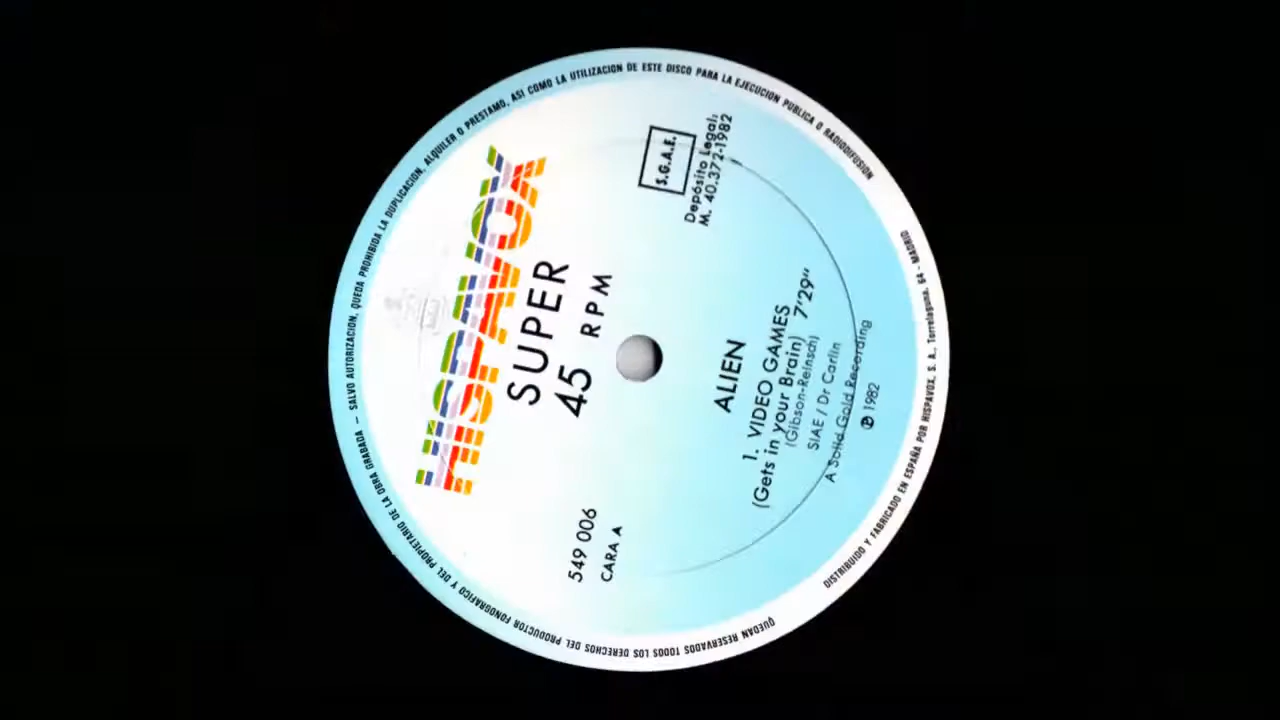 HISPAVOX
SUPER
45 RPM
S.G.A.E.
Depósito Legal:
M. 40.372-1982
549 006
CARA A
ALIEN
1. VIDEO GAMES
(Gets in your Brain) 7'29"
(Gibson-Reinsch)
SIAE / Dr Carlin
A Solid Gold Recording
℗ 1982
QUEDAN RESERVADOS TODOS LOS DERECHOS DEL PRODUCTOR FONOGRAFICO Y DEL PROPIETARIO DE LA OBRA GRABADA — SALVO AUTORIZACION, QUEDA PROHIBIDA LA DUPLICACION, ALQUILER O PRESTAMO, ASI COMO LA UTILIZACION DE ESTE DISCO PARA LA EJECUCION PUBLICA O RADIODIFUSION
DISTRIBUIDO Y FABRICADO EN ESPAÑA POR HISPAVOX, S. A., Torrelaguna, 64 - MADRID